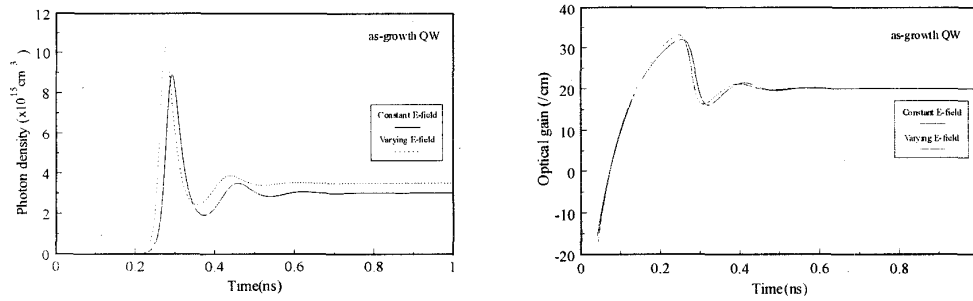 12
10
8
6
4
2
0
Photon density (x10^15 cm^-3)
as-growth QW
Constant E-field
Varying E-field
0 0.2 0.4 0.6 0.8 1
Time(ns)
40
30
20
10
0
-10
-20
Optical gain (/cm)
as-growth QW
Constant E-field
Varying E-field
0 0.2 0.4 0.6 0.8
Time(ns)